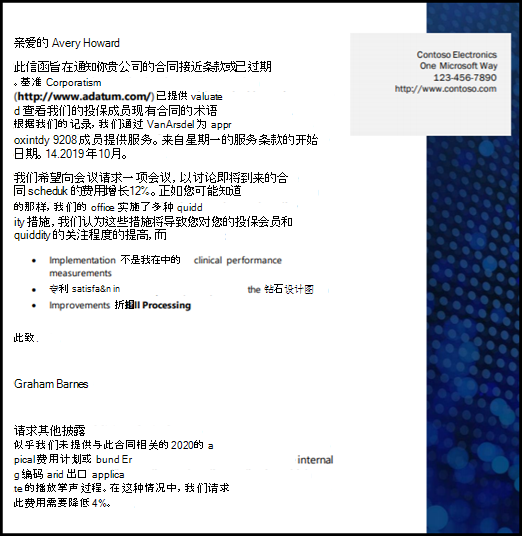 Contoso Electronics
One Microsoft Way
123-456-7890
http://www.contoso.com
亲爱的 Avery Howard
此信函旨在通知你贵公司的合同接近条款或已过期
。基准 Corporatism
(http://www.adatum.com/) 已提供 valuate
d 查看我们的投保成员现有合同的术语
根据我们的记录，我们通过 VanArsdel 为 appr
oxintdy 9208 成员提供服务。来自星期一的服务条款的开始
日期。14.2019 年10月。
我们希望向会议请求一项会议，以讨论即将到来的合
同 scheduk 的费用增长12%。正如您可能知道
的那样，我们的 office 实施了多种 quidd
ity 措施，我们认为这些措施将导致您对您的投保会员和
quiddity 的关注程度的提高，而
• Implementation 不是我在中的 clinical performance
measurements
• 专利 satisfa&n in the 钻石设计图
• Improvements 折掘II Processing
此致
Graham Barnes
请求其他披露
似乎我们未提供与此合同相关的 2020的 a
pical 费用计划或 bund Er internal
g 编码 arid 出口 applica
te 的播放掌声过程。在这种情况中，我们请求
此费用需要降低 4%。